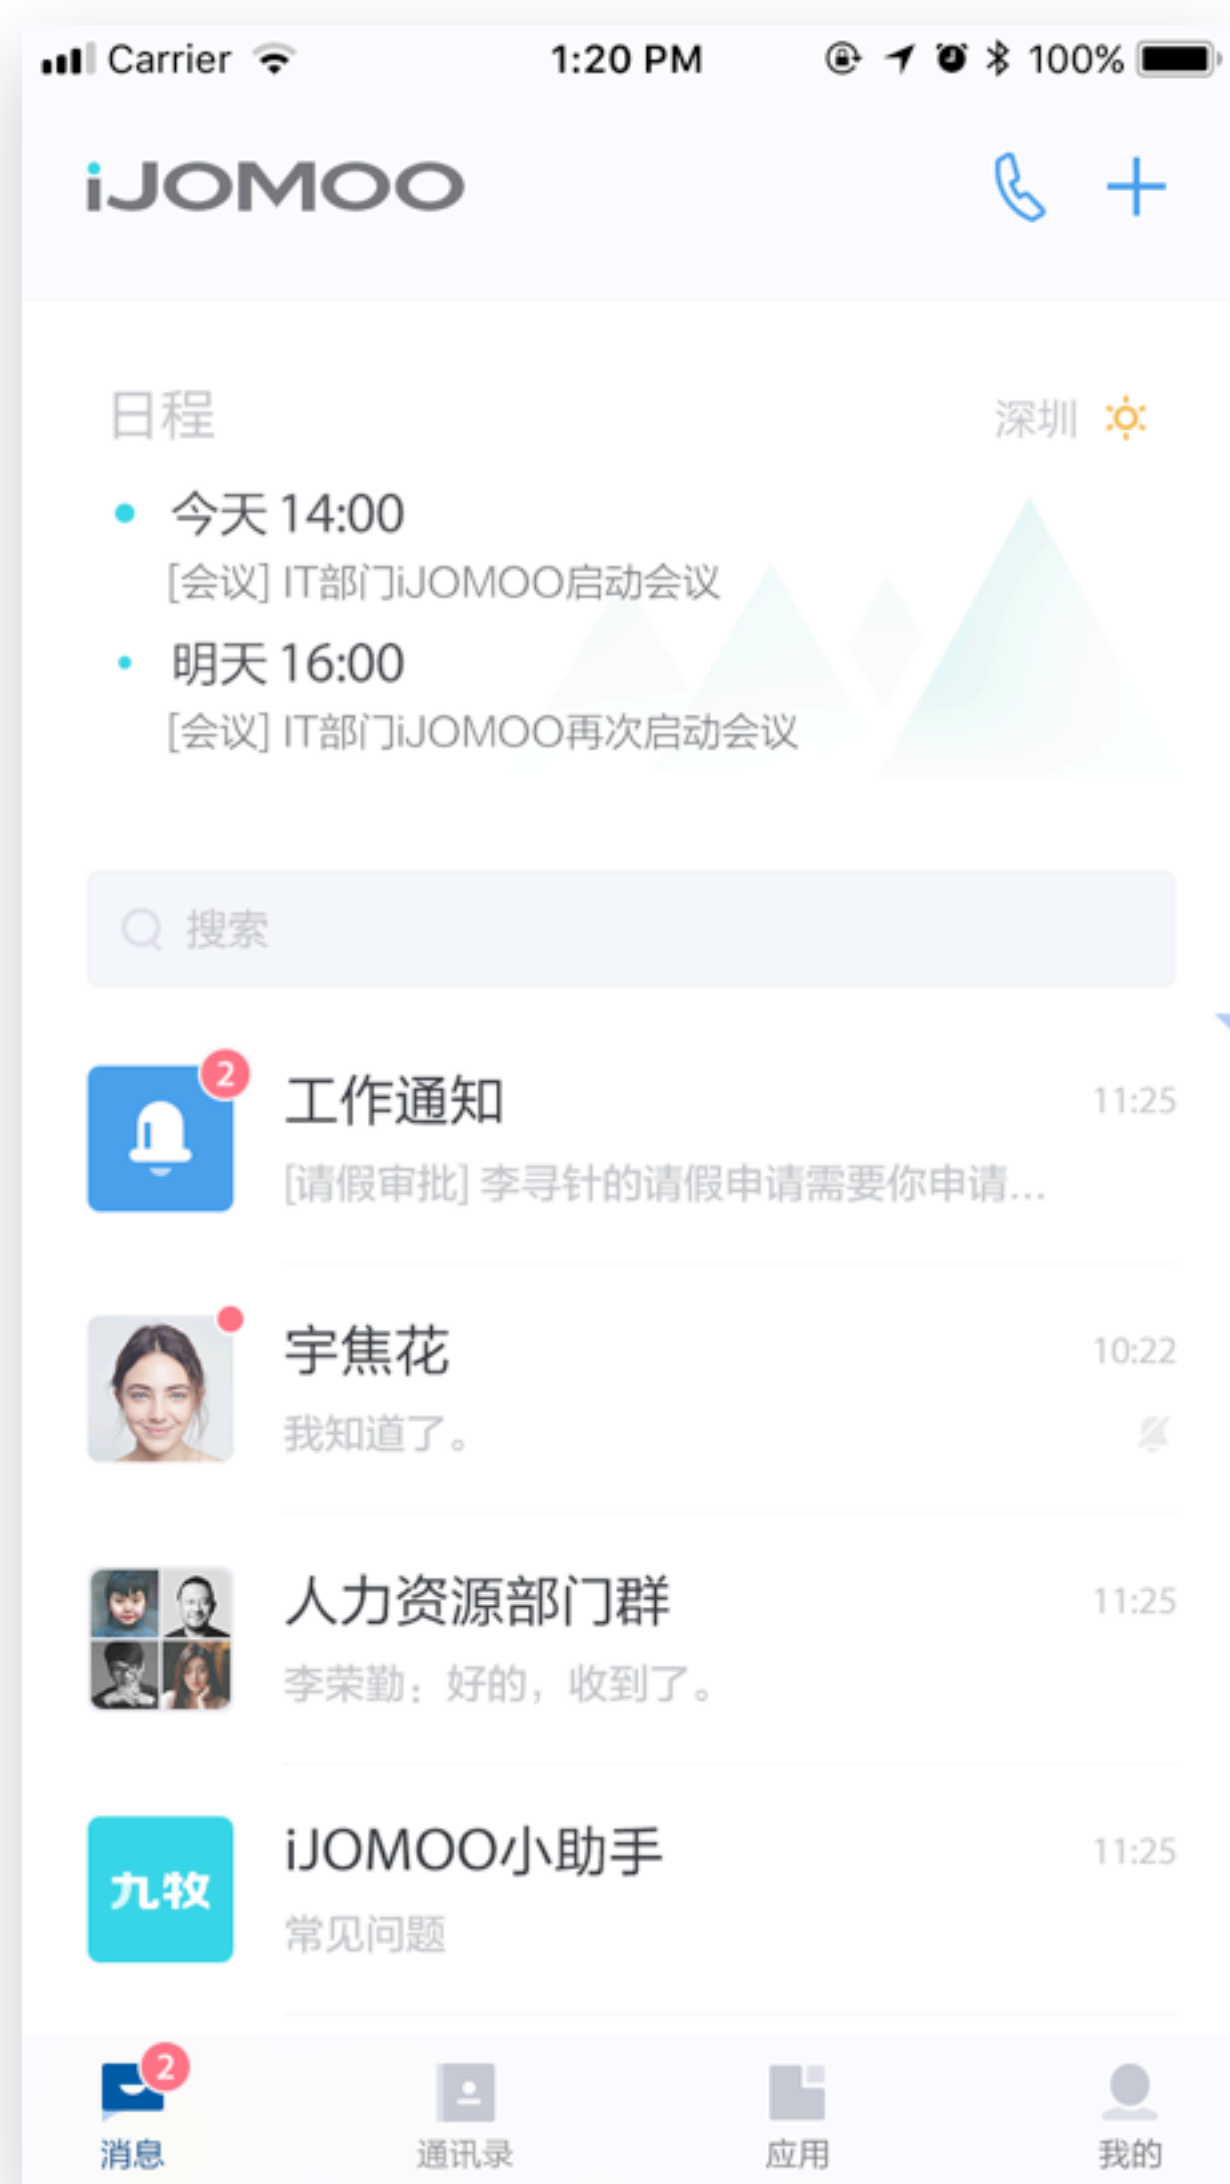 Carrier 1:20 PM 100%
iJOMOO
日程 深圳
今天 14:00
[会议] IT部门iJOMOO启动会议
明天 16:00
[会议] IT部门iJOMOO再次启动会议
搜索
2
工作通知 11:25
[请假审批] 李寻针的请假申请需要你申请...
宇焦花 10:22
我知道了。
人力资源部门群 11:25
李荣勤：好的，收到了。
九牧
iJOMOO小助手 11:25
常见问题
2
消息 通讯录 应用 我的